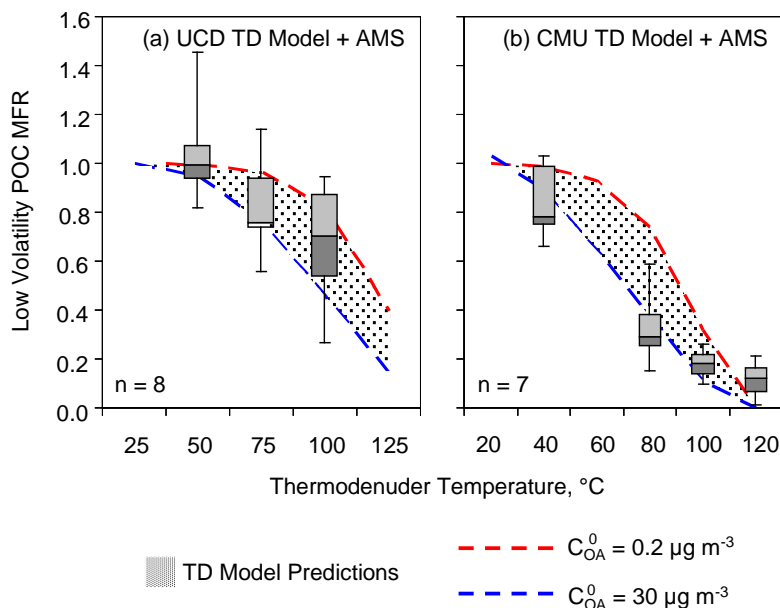 (a) UCD TD Model + AMS
(b) CMU TD Model + AMS
Low Volatility POC MFR
1.6
1.4
1.2
1.0
0.8
0.6
0.4
0.2
0.0
n = 8
n = 7
25 50 75 100 125
20 40 60 80 100 120
Thermodenuder Temperature, °C
TD Model Predictions
C⁰OA = 0.2 µg m⁻³
C⁰OA = 30 µg m⁻³